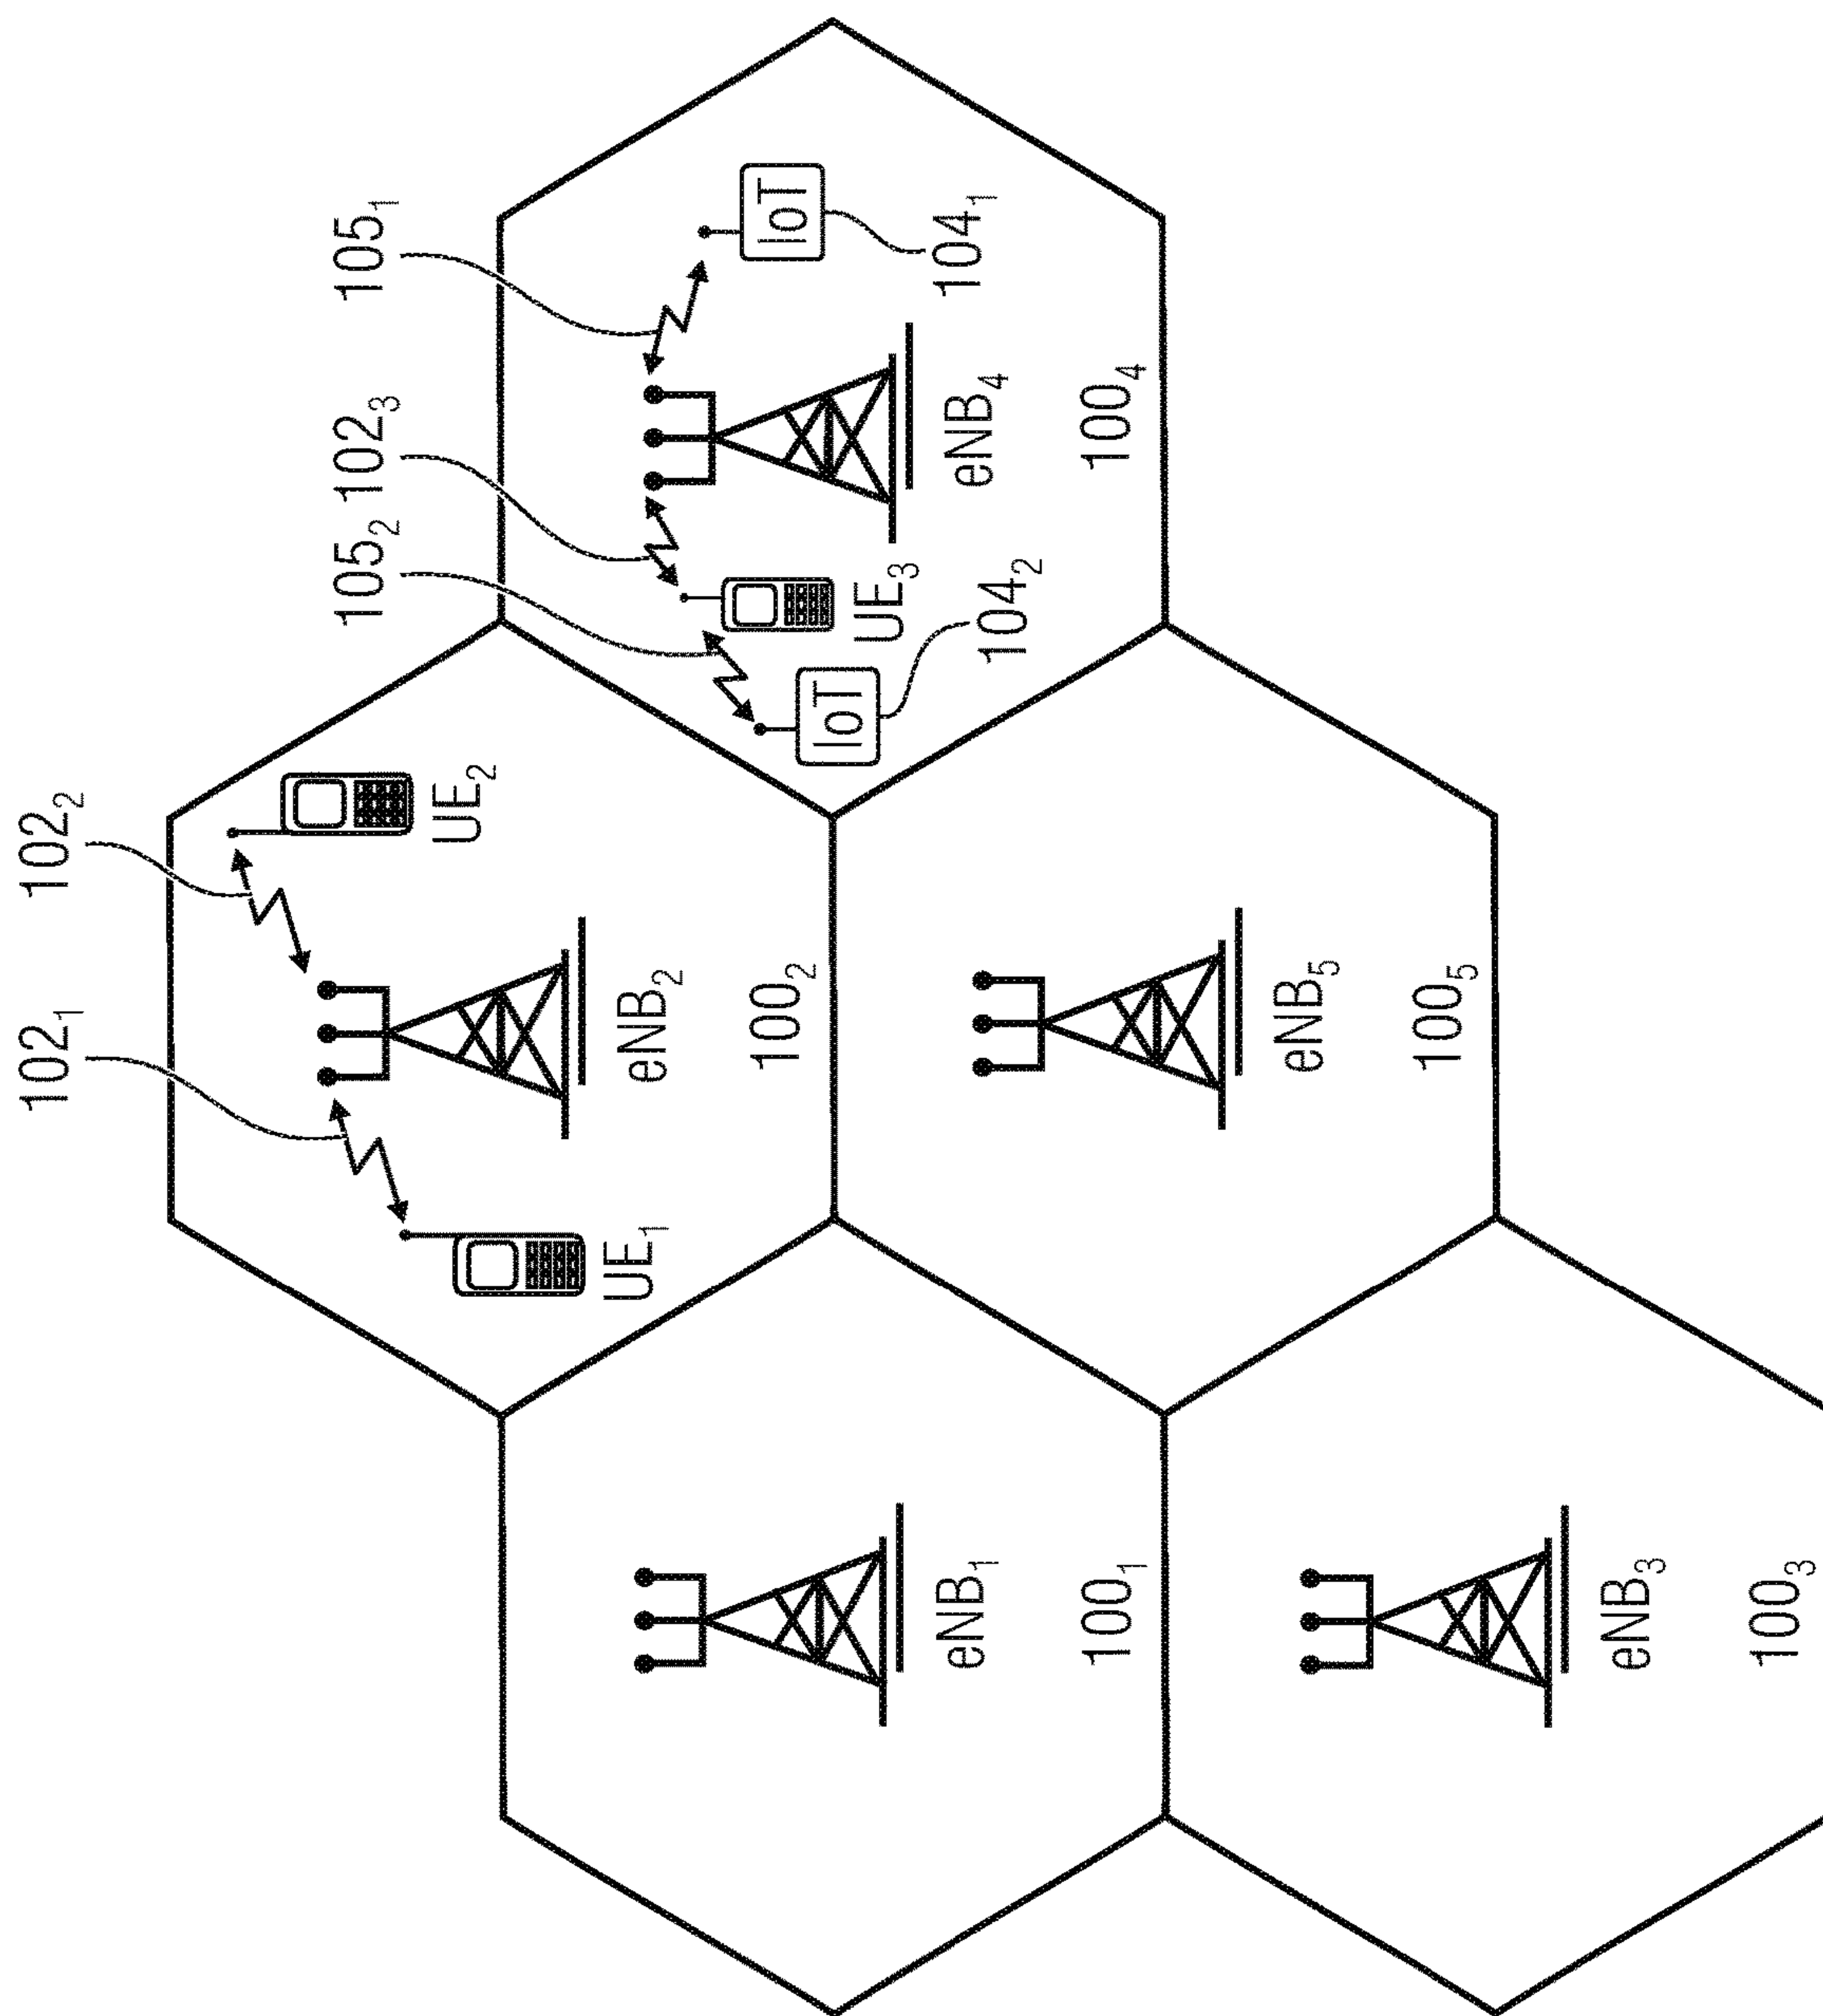 102₁
102₂
105₂
102₃
105₁
UE₁
eNB₂
UE₂
100₂
IoT
UE₃
IoT
104₂
eNB₄
104₁
100₄
eNB₁
100₁
eNB₅
100₅
eNB₃
100₃